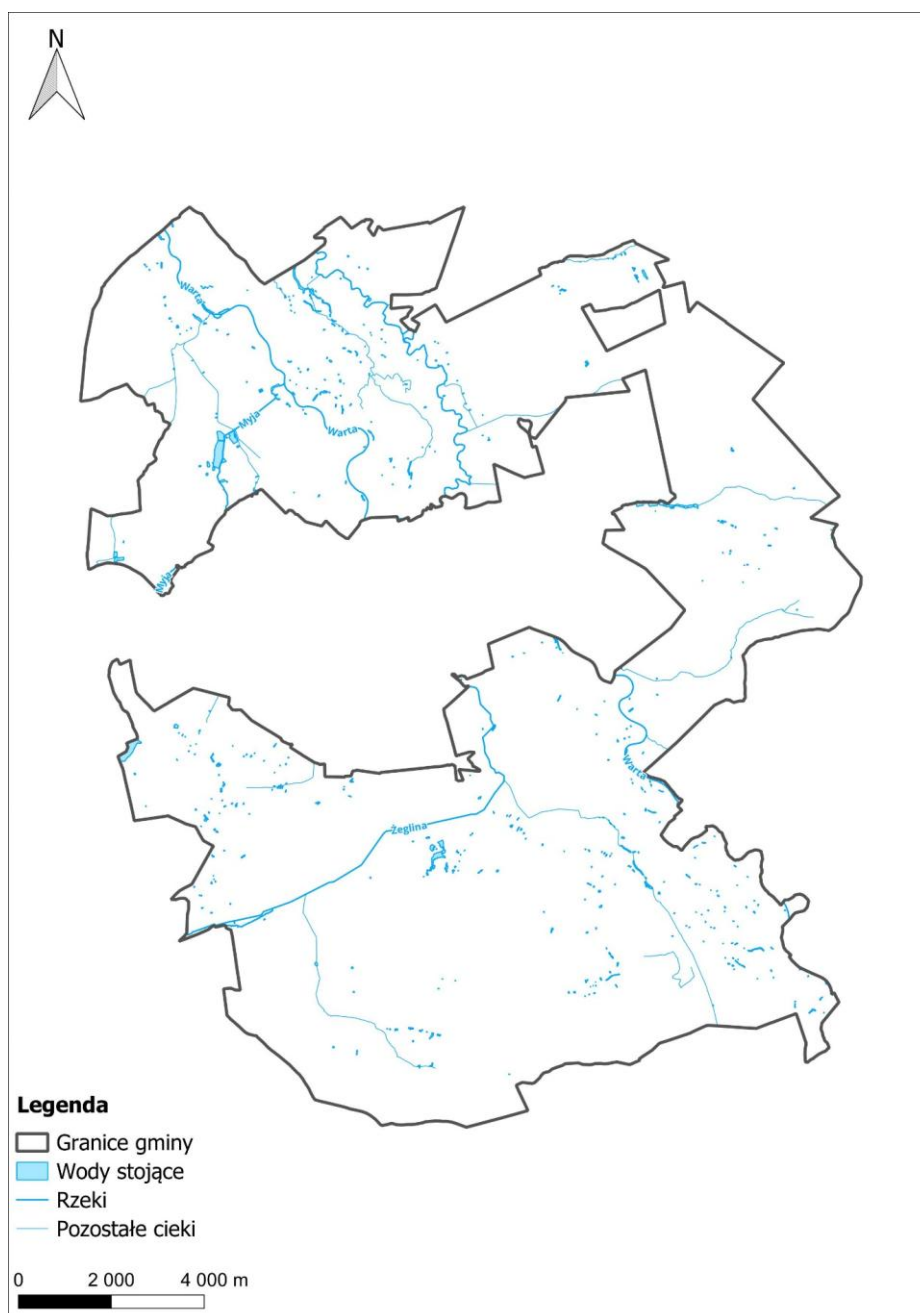 N
Warta
Myja
Warta
Myja
Warta
Żeglina
Legenda
Granice gminy
Wody stojące
Rzeki
Pozostałe cieki
0 2 000 4 000 m